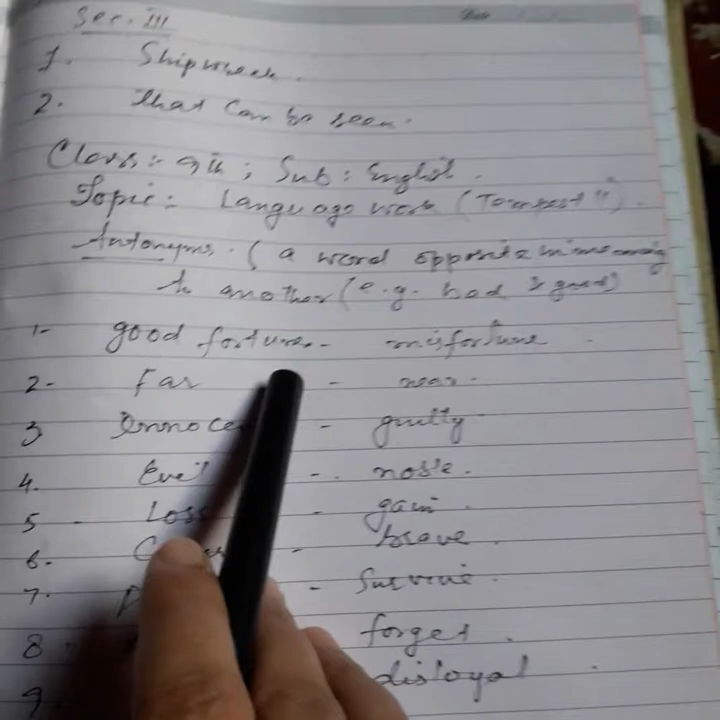 Sec. III
1. Shipwreck.
2. That can be seen.
Class:- 9th ; Sub : English.
Topic:- Language work (Tempest").
Antonyms. ( a word opposite in meaning
to another (e.g. bad & good)
1- good fortune - misfortune
2- Far - near.
3 Innoce - guilty
4. Evil - noble.
5 - Loss - gain.
6. - brave.
7. - Survive.
8. forget.
9. disloyal